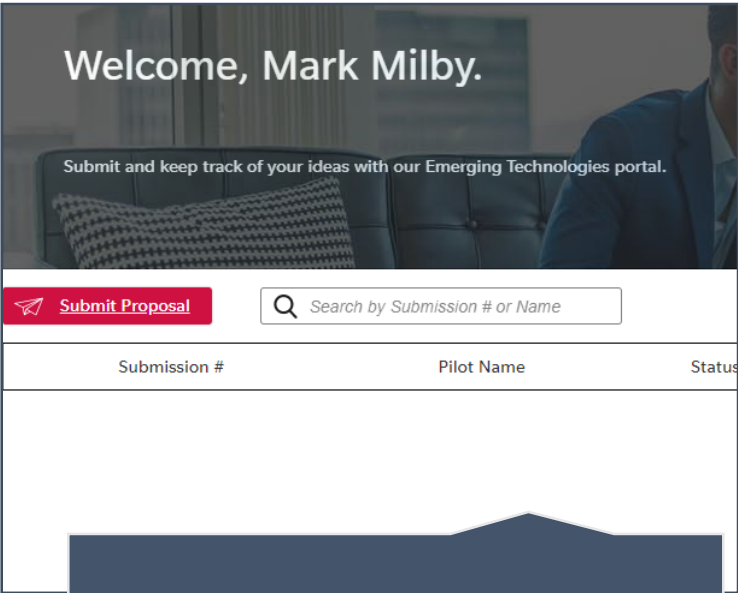 Welcome, Mark Milby.
Submit and keep track of your ideas with our Emerging Technologies portal.
Submit Proposal
Search by Submission # or Name
Submission #
Pilot Name
Status